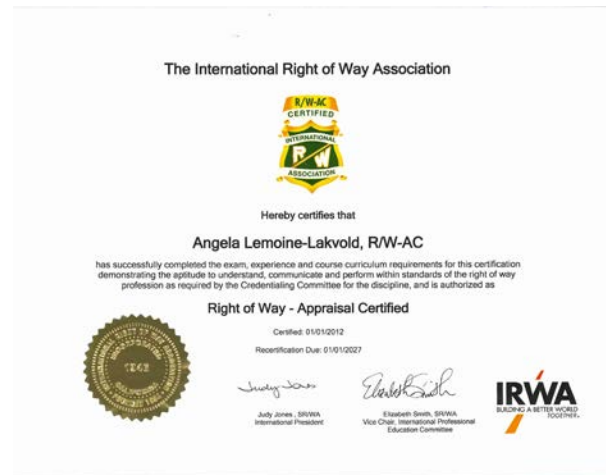 The International Right of Way Association
R/W-AC
CERTIFIED
INTERNATIONAL
R W
ASSOCIATION
Hereby certifies that
Angela Lemoine-Lakvold, R/W-AC
has successfully completed the exam, experience and course curriculum requirements for this certification
demonstrating the aptitude to understand, communicate and perform within standards of the right of way
profession as required by the Credentialing Committee for the discipline, and is authorized as
Right of Way - Appraisal Certified
Certified: 01/01/2012
Recertification Due: 01/01/2027
Judy Jones
Elizabeth Smith
Judy Jones , SR/WA
International President
Elizabeth Smith, SR/WA
Vice Chair, International Professional
Education Committee
IRWA
BUILDING A BETTER WORLD
TOGETHER.